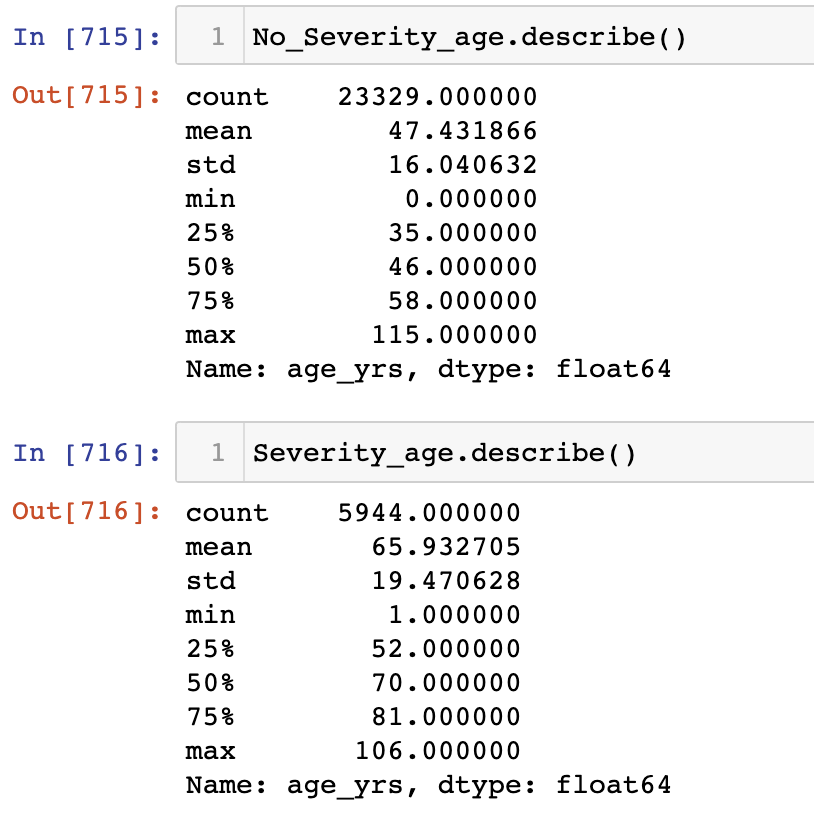 In [715]: 1 No_Severity_age.describe()
Out[715]: count 23329.000000
mean 47.431866
std 16.040632
min 0.000000
25% 35.000000
50% 46.000000
75% 58.000000
max 115.000000
Name: age_yrs, dtype: float64
In [716]: 1 Severity_age.describe()
Out[716]: count 5944.000000
mean 65.932705
std 19.470628
min 1.000000
25% 52.000000
50% 70.000000
75% 81.000000
max 106.000000
Name: age_yrs, dtype: float64